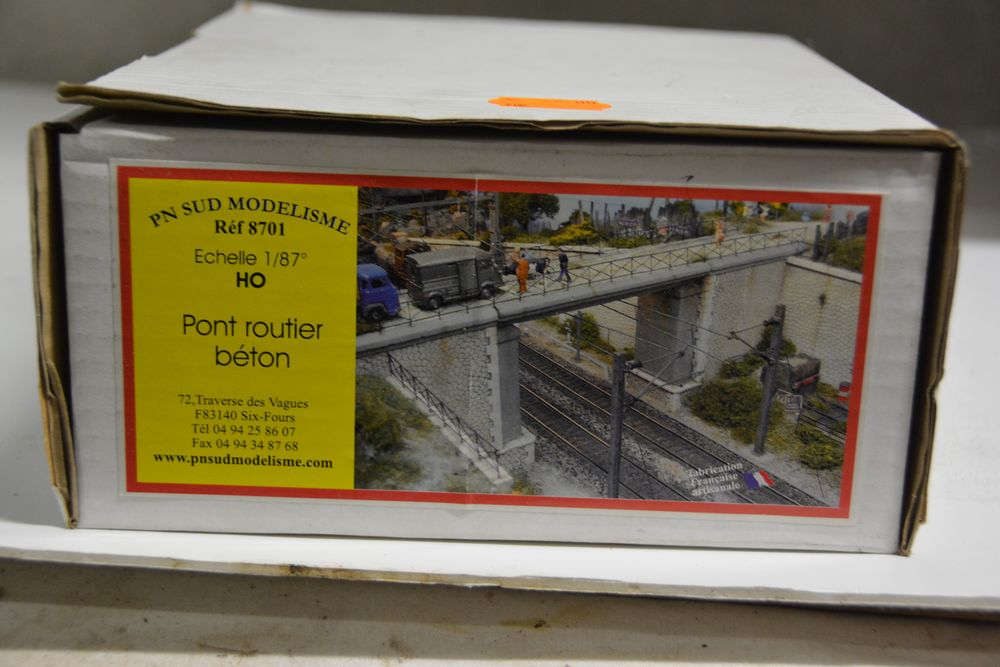 PN SUD MODELISME
Réf 8701
Echelle 1/87°
HO
Pont routier
béton
72,Traverse des Vagues
F83140 Six-Fours
Tél 04 94 25 86 07
Fax 04 94 34 87 68
www.pnsudmodelisme.com
fabrication
Française
artisanale